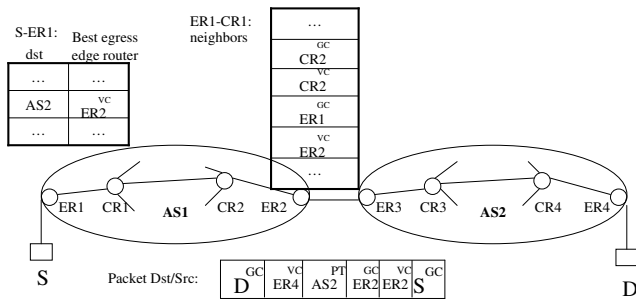 S-ER1:
dst
Best egress
edge router
… …
AS2 ER2 VC
… …
ER1-CR1:
neighbors
…
CR2 GC
CR2 VC
ER1 GC
ER2 VC
…
ER1 CR1 AS1 CR2 ER2 ER3 CR3 AS2 CR4 ER4
S
D
Packet Dst/Src: D GC ER4 VC AS2 PT ER2 GC ER2 VC S GC